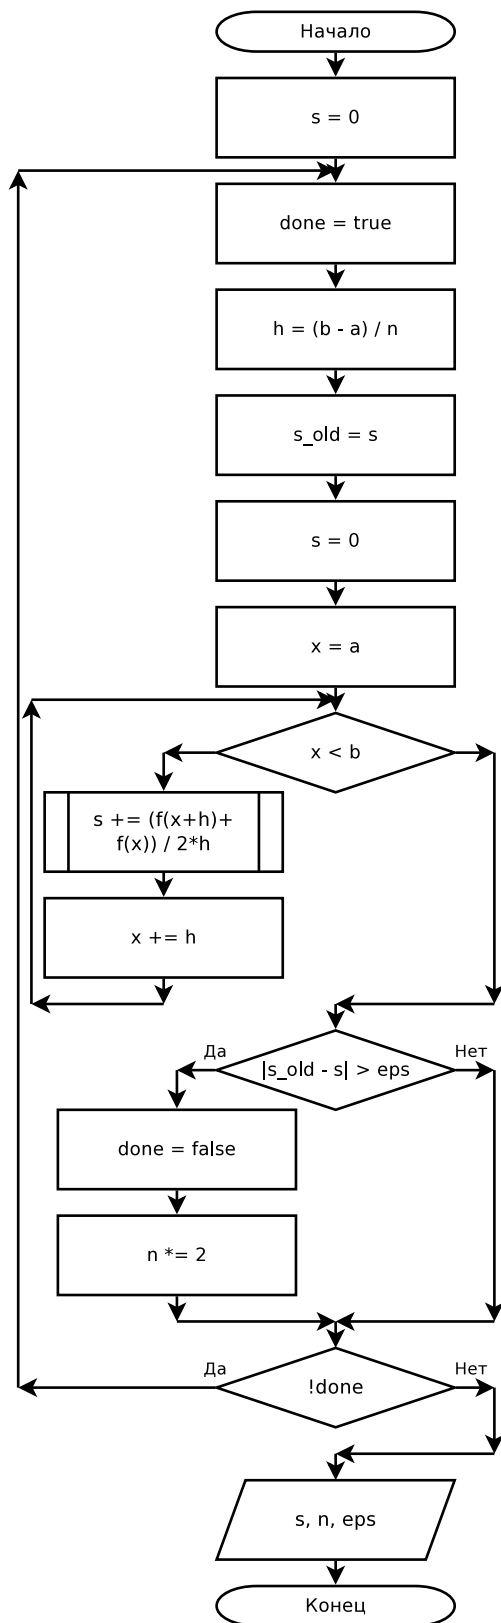 Начало
s = 0
done = true
h = (b - a) / n
s_old = s
s = 0
x = a
x < b
s += (f(x+h)+
f(x)) / 2*h
x += h
Да
Нет
|s_old - s| > eps
done = false
n *= 2
Да
Нет
!done
s, n, eps
Конец